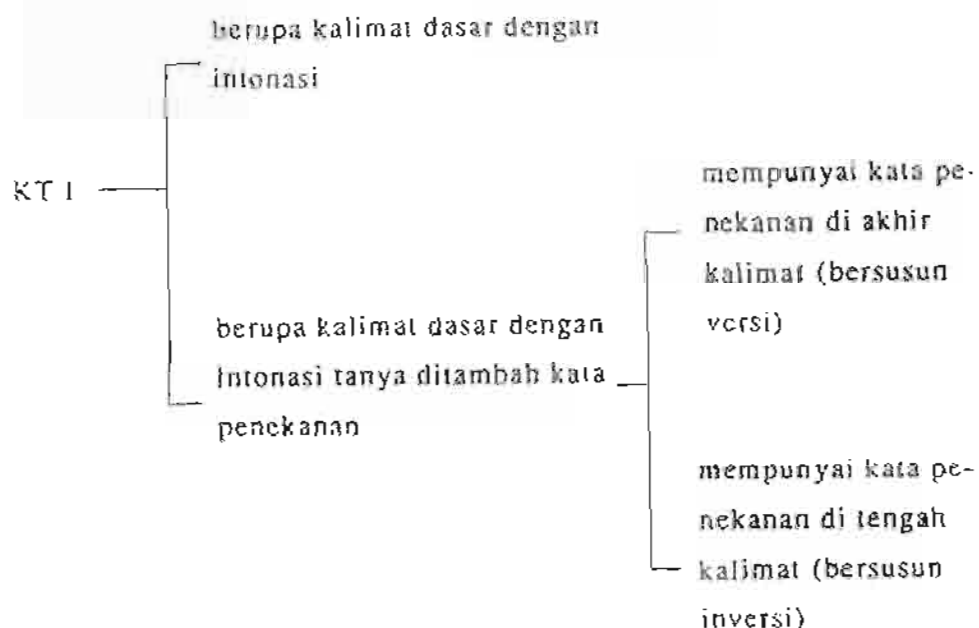 berupa kalimat dasar dengan
intonasi
KT I
mempunyai kata pe-
nekanan di akhir
kalimat (bersusun
versi)
berupa kalimat dasar dengan
Intonasi tanya ditambah kata
penekanan
mempunyai kata pe-
nekanan di tengah
kalimat (bersusun
inversi)